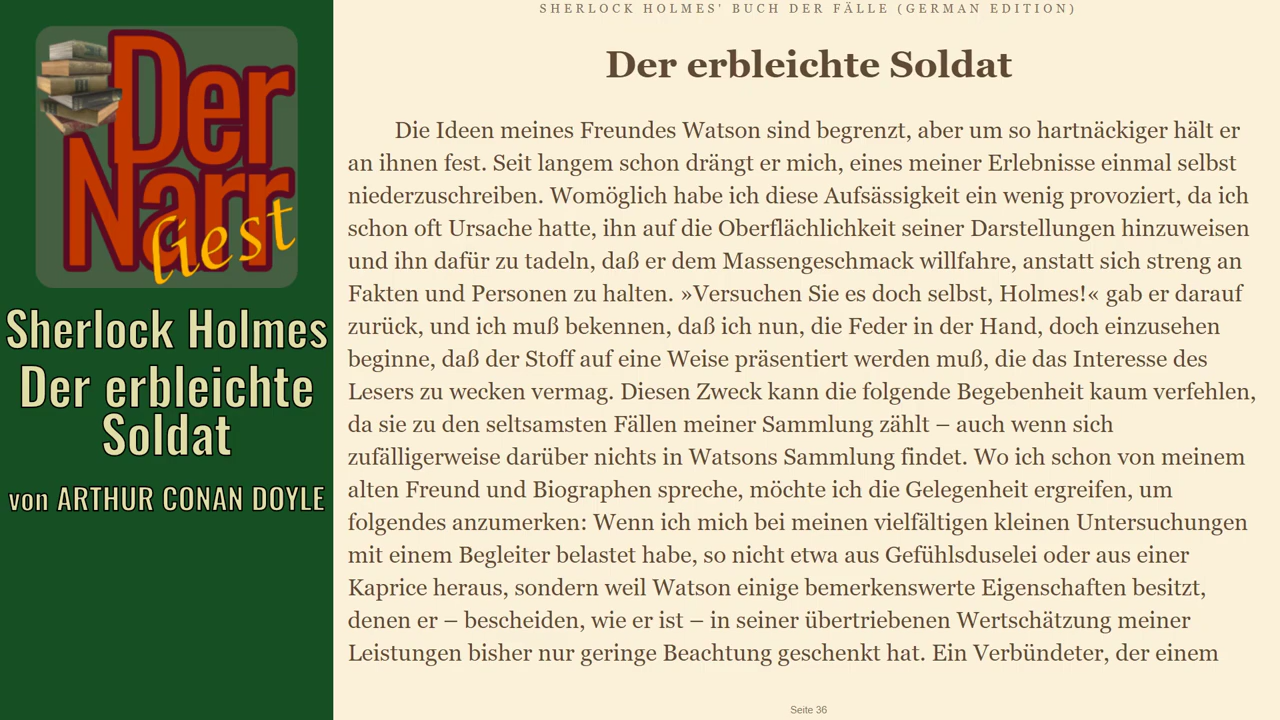 Der
Narr
liest
Sherlock Holmes
Der erbleichte
Soldat
von ARTHUR CONAN DOYLE
SHERLOCK HOLMES' BUCH DER FÄLLE (GERMAN EDITION)
Der erbleichte Soldat
Die Ideen meines Freundes Watson sind begrenzt, aber um so hartnäckiger hält er
an ihnen fest. Seit langem schon drängt er mich, eines meiner Erlebnisse einmal selbst
niederzuschreiben. Womöglich habe ich diese Aufsässigkeit ein wenig provoziert, da ich
schon oft Ursache hatte, ihn auf die Oberflächlichkeit seiner Darstellungen hinzuweisen
und ihn dafür zu tadeln, daß er dem Massengeschmack willfahre, anstatt sich streng an
Fakten und Personen zu halten. »Versuchen Sie es doch selbst, Holmes!« gab er darauf
zurück, und ich muß bekennen, daß ich nun, die Feder in der Hand, doch einzusehen
beginne, daß der Stoff auf eine Weise präsentiert werden muß, die das Interesse des
Lesers zu wecken vermag. Diesen Zweck kann die folgende Begebenheit kaum verfehlen,
da sie zu den seltsamsten Fällen meiner Sammlung zählt – auch wenn sich
zufälligerweise darüber nichts in Watsons Sammlung findet. Wo ich schon von meinem
alten Freund und Biographen spreche, möchte ich die Gelegenheit ergreifen, um
folgendes anzumerken: Wenn ich mich bei meinen vielfältigen kleinen Untersuchungen
mit einem Begleiter belastet habe, so nicht etwa aus Gefühlsduselei oder aus einer
Kaprice heraus, sondern weil Watson einige bemerkenswerte Eigenschaften besitzt,
denen er – bescheiden, wie er ist – in seiner übertriebenen Wertschätzung meiner
Leistungen bisher nur geringe Beachtung geschenkt hat. Ein Verbündeter, der einem
Seite 36